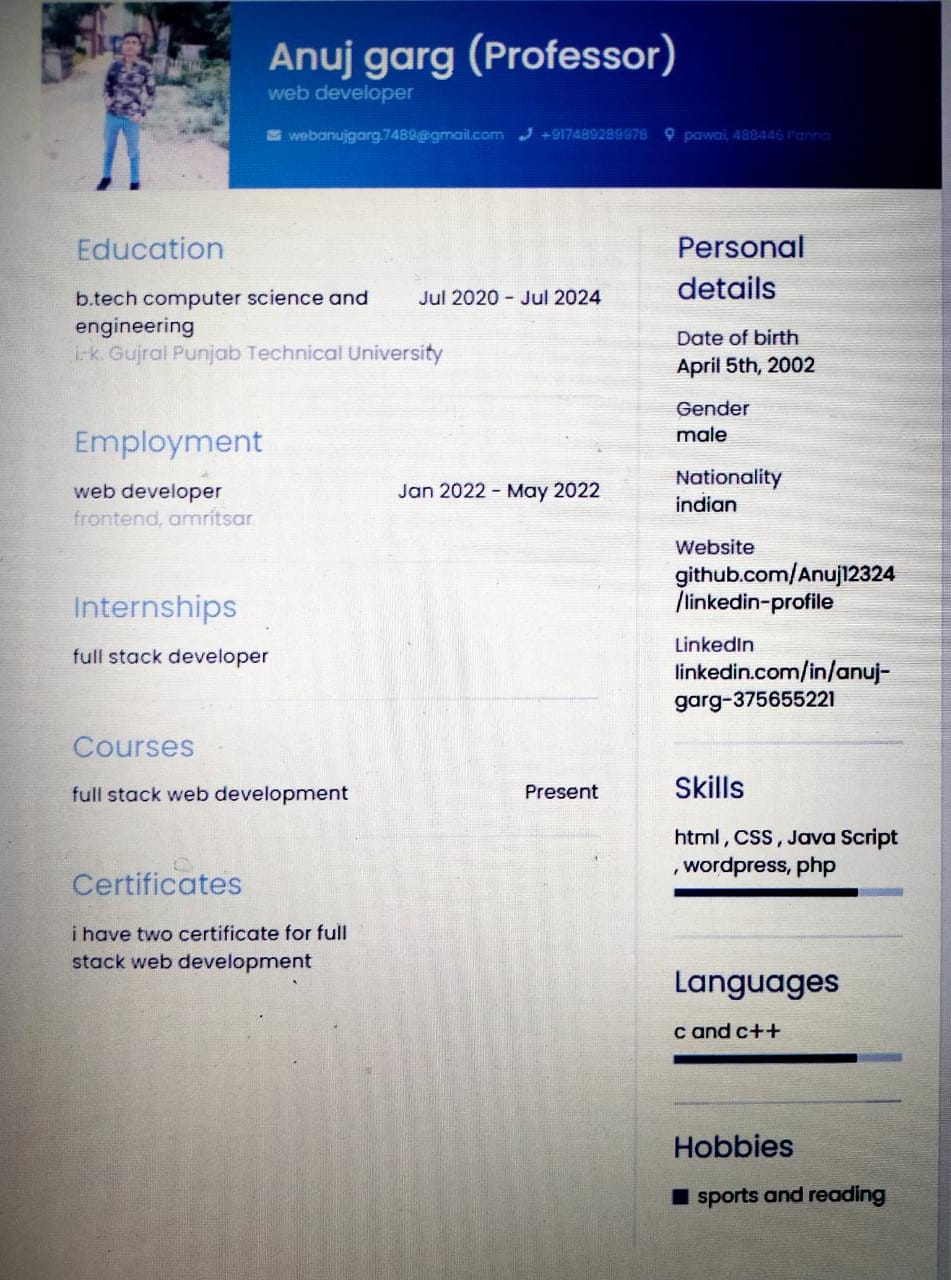 Anuj garg (Professor)
web developer
webanujgarg.7489@gmail.com +917489289978 pawai, 488446 Panna
Education
b.tech computer science and Jul 2020 - Jul 2024
engineering
i.-k. Gujral Punjab Technical University
Employment
web developer Jan 2022 - May 2022
frontend, amritsar
Internships
full stack developer
Courses
full stack web development Present
Certificates
i have two certificate for full
stack web development
Personal
details
Date of birth
April 5th, 2002
Gender
male
Nationality
indian
Website
github.com/Anuj12324
/linkedin-profile
LinkedIn
linkedin.com/in/anuj-
garg-375655221
Skills
html , CSS , Java Script
, wordpress, php
Languages
c and c++
Hobbies
sports and reading